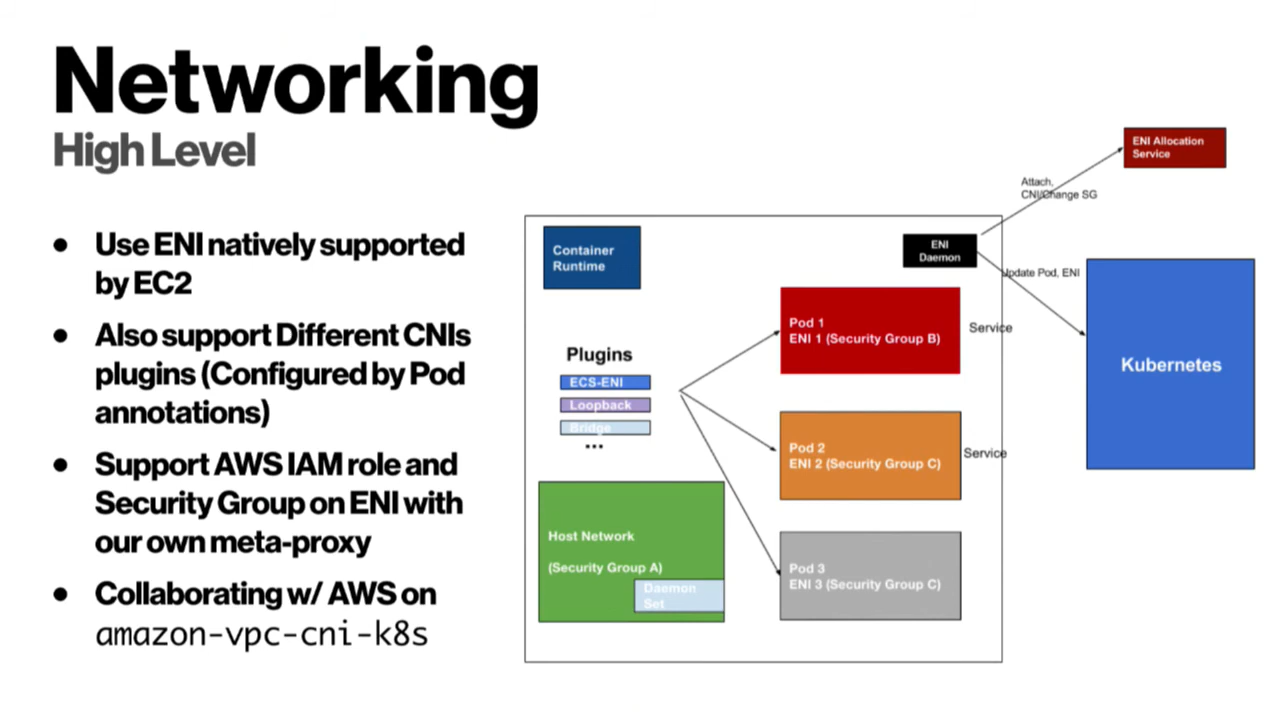 Networking
High Level
• Use ENI natively supported
by EC2
• Also support Different CNIs
plugins (Configured by Pod
annotations)
• Support AWS IAM role and
Security Group on ENI with
our own meta-proxy
• Collaborating w/ AWS on
amazon-vpc-cni-k8s
ENI Allocation
Service
Attach,
CNI/Change SG
Container
Runtime
ENI
Daemon
Update Pod, ENI
Pod 1
ENI 1 (Security Group B)
Service
Plugins
ECS-ENI
Loopback
Bridge
...
Kubernetes
Pod 2
ENI 2 (Security Group C)
Service
Host Network
(Security Group A)
Daemon
Set
Pod 3
ENI 3 (Security Group C)